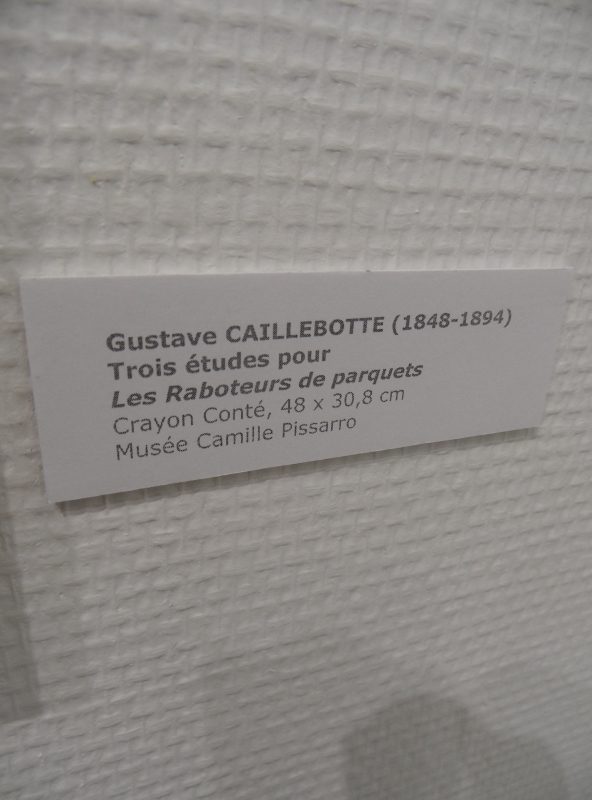 Gustave CAILLEBOTTE (1848-1894)
Trois études pour
Les Raboteurs de parquets
Crayon Conté, 48 x 30,8 cm
Musée Camille Pissarro